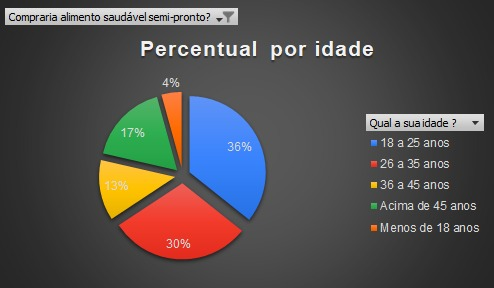 Compraria alimento saudável semi-pronto?
Percentual por idade
4%
36%
17%
13%
30%
Qual a sua idade ?
18 a 25 anos
26 a 35 anos
36 a 45 anos
Acima de 45 anos
Menos de 18 anos